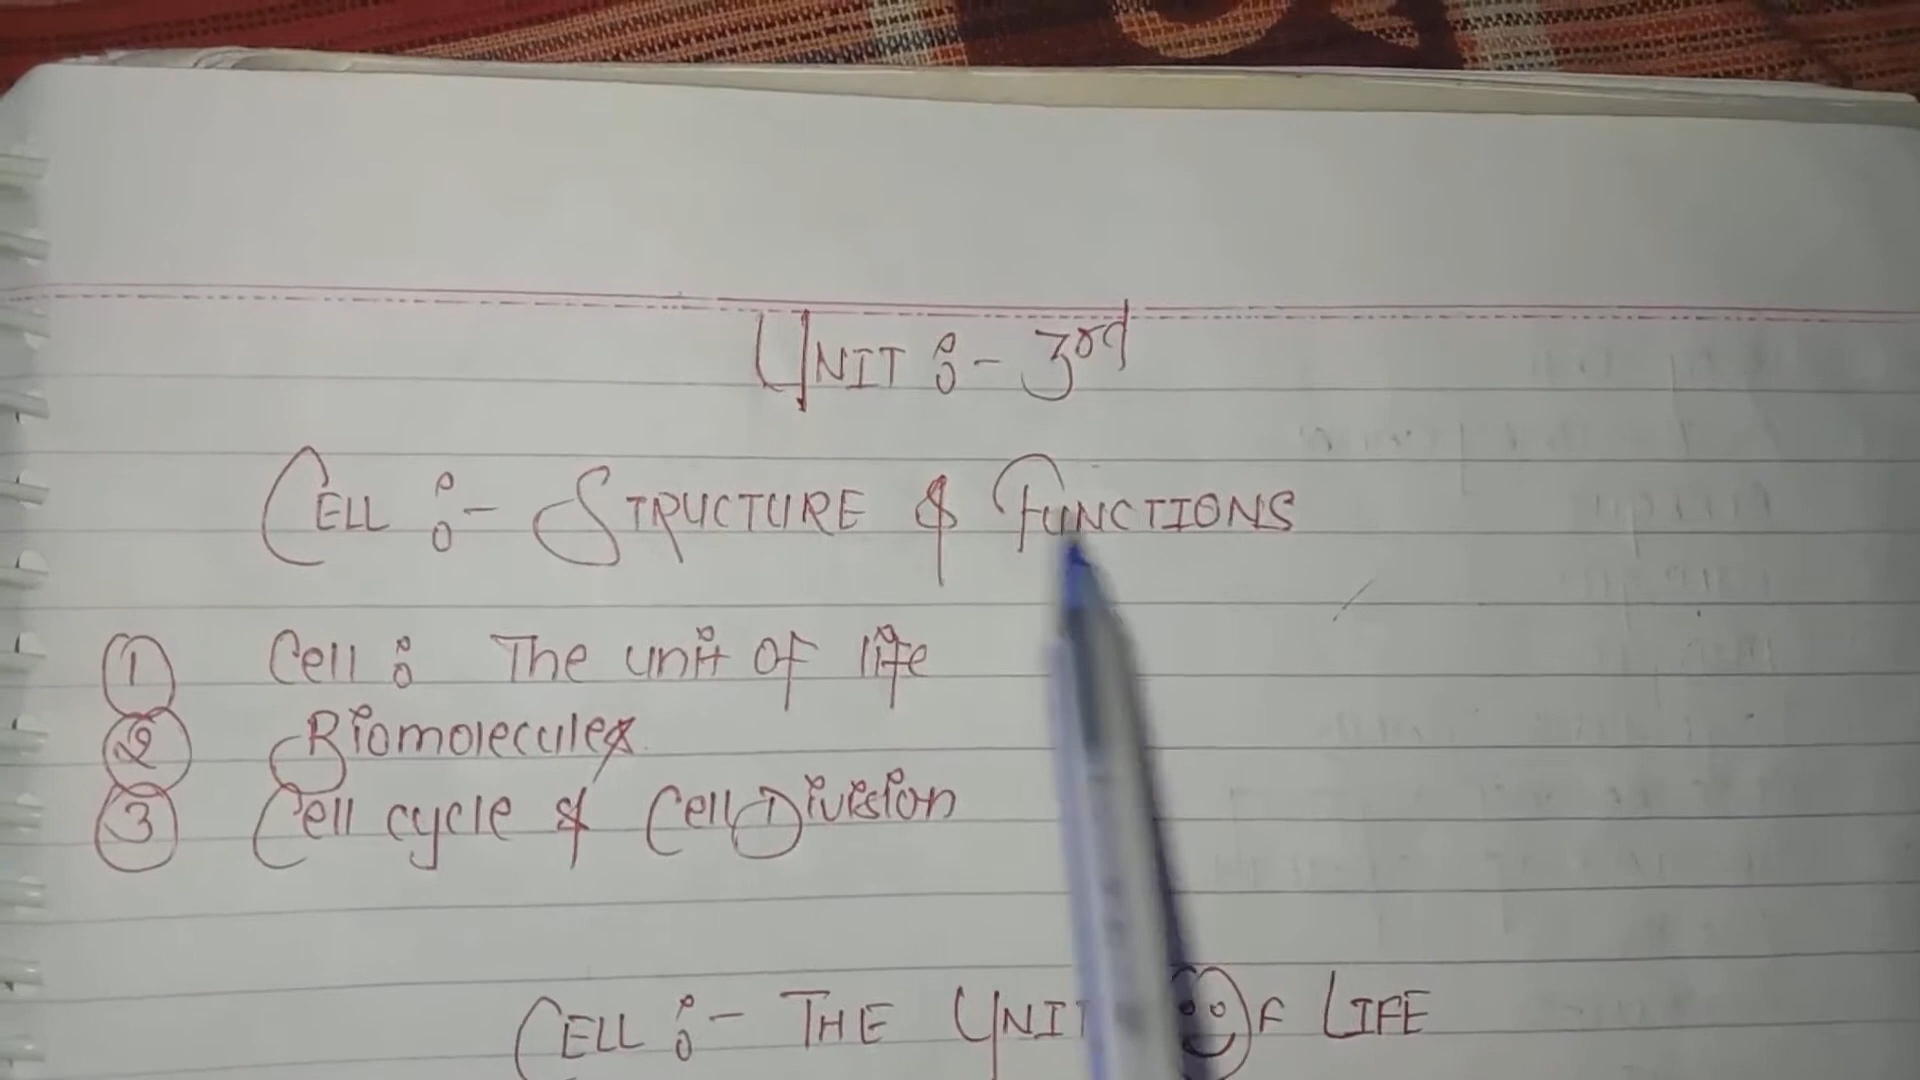 UNIT :- 3rd
CELL :- STRUCTURE & FUNCTIONS
1 Cell : The unit of life
2 Biomolecules
3 Cell cycle & Cell Division
CELL :- THE UNIT OF LIFE